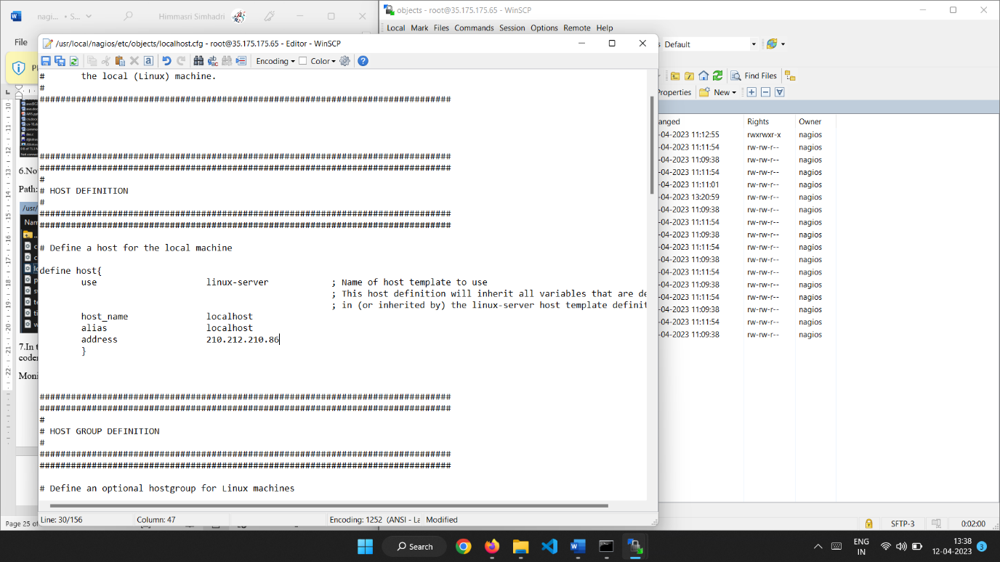 nagi... • S...
Himmasri Simhadri
objects - root@35.175.175.65 - WinSCP
File
Local Mark Files Commands Session Options Remote Help
/usr/local/nagios/etc/objects/localhost.cfg - root@35.175.175.65 - Editor - WinSCP
Default
Encoding Color
Find Files
Properties New
#       the local (Linux) machine.
#
###############################################################################
###############################################################################
###############################################################################
#
# HOST DEFINITION
#
###############################################################################
###############################################################################
# Define a host for the local machine
define host{
use                     linux-server            ; Name of host template to use
; This host definition will inherit all variables that are de
; in (or inherited by) the linux-server host template definit
host_name               localhost
alias                   localhost
address                 210.212.210.86
}
###############################################################################
###############################################################################
#
# HOST GROUP DEFINITION
#
###############################################################################
###############################################################################
# Define an optional hostgroup for Linux machines
Line: 30/156 Column: 47 Encoding: 1252 (ANSI - La Modified
anged Rights Owner
-04-2023 11:12:55 rwxrwxr-x nagios
-04-2023 11:11:54 rw-rw-r-- nagios
-04-2023 11:09:38 rw-rw-r-- nagios
-04-2023 11:11:54 rw-rw-r-- nagios
-04-2023 11:11:01 rw-rw-r-- nagios
-04-2023 13:20:59 rw-rw-r-- nagios
-04-2023 11:09:38 rw-rw-r-- nagios
-04-2023 11:11:54 rw-rw-r-- nagios
-04-2023 11:09:38 rw-rw-r-- nagios
-04-2023 11:11:54 rw-rw-r-- nagios
-04-2023 11:09:38 rw-rw-r-- nagios
-04-2023 11:11:54 rw-rw-r-- nagios
-04-2023 11:09:38 rw-rw-r-- nagios
-04-2023 11:11:54 rw-rw-r-- nagios
-04-2023 11:09:38 rw-rw-r-- nagios
-04-2023 11:11:54 rw-rw-r-- nagios
-04-2023 11:09:38 rw-rw-r-- nagios
6.No
Path:
/usr/
Nam
7.In t
coden
Moni
Page 25 of
SFTP-3 0:02:00
Search
ENG
IN
13:38
12-04-2023
3